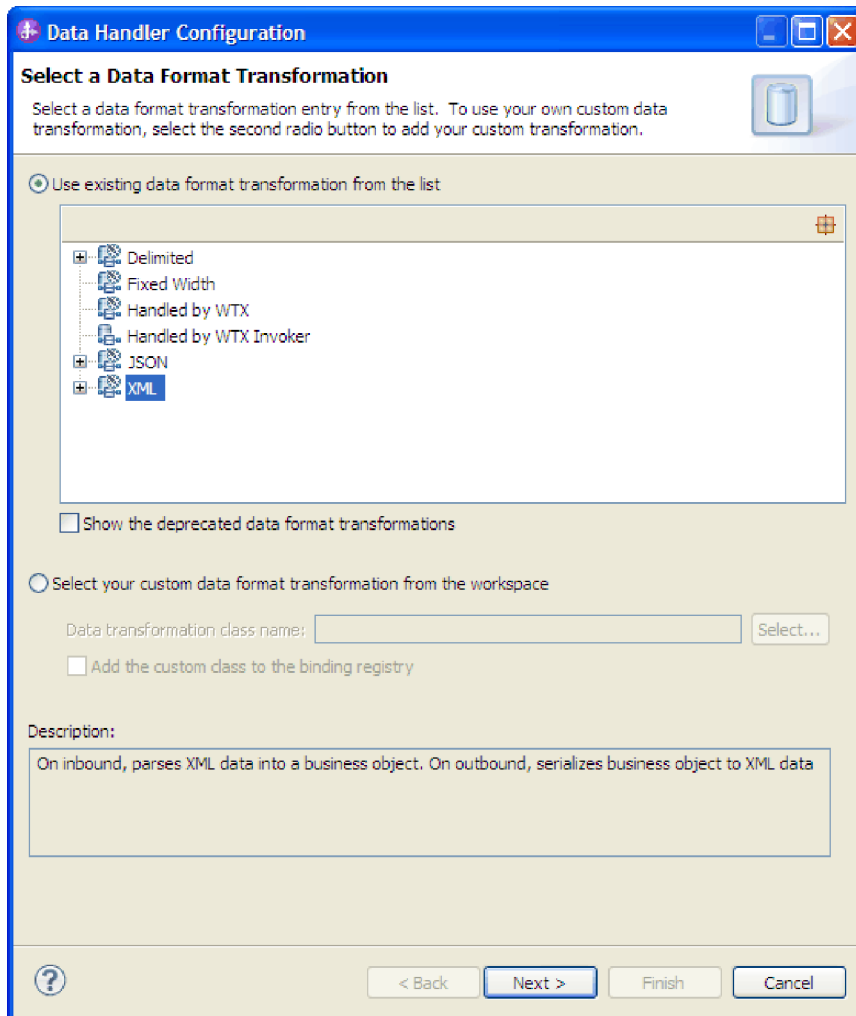 Data Handler Configuration
Select a Data Format Transformation
Select a data format transformation entry from the list. To use your own custom data
transformation, select the second radio button to add your custom transformation.
Use existing data format transformation from the list
Delimited
Fixed Width
Handled by WTX
Handled by WTX Invoker
JSON
XML
Show the deprecated data format transformations
Select your custom data format transformation from the workspace
Data transformation class name: Select...
Add the custom class to the binding registry
Description:
On inbound, parses XML data into a business object. On outbound, serializes business object to XML data
? < Back Next > Finish Cancel